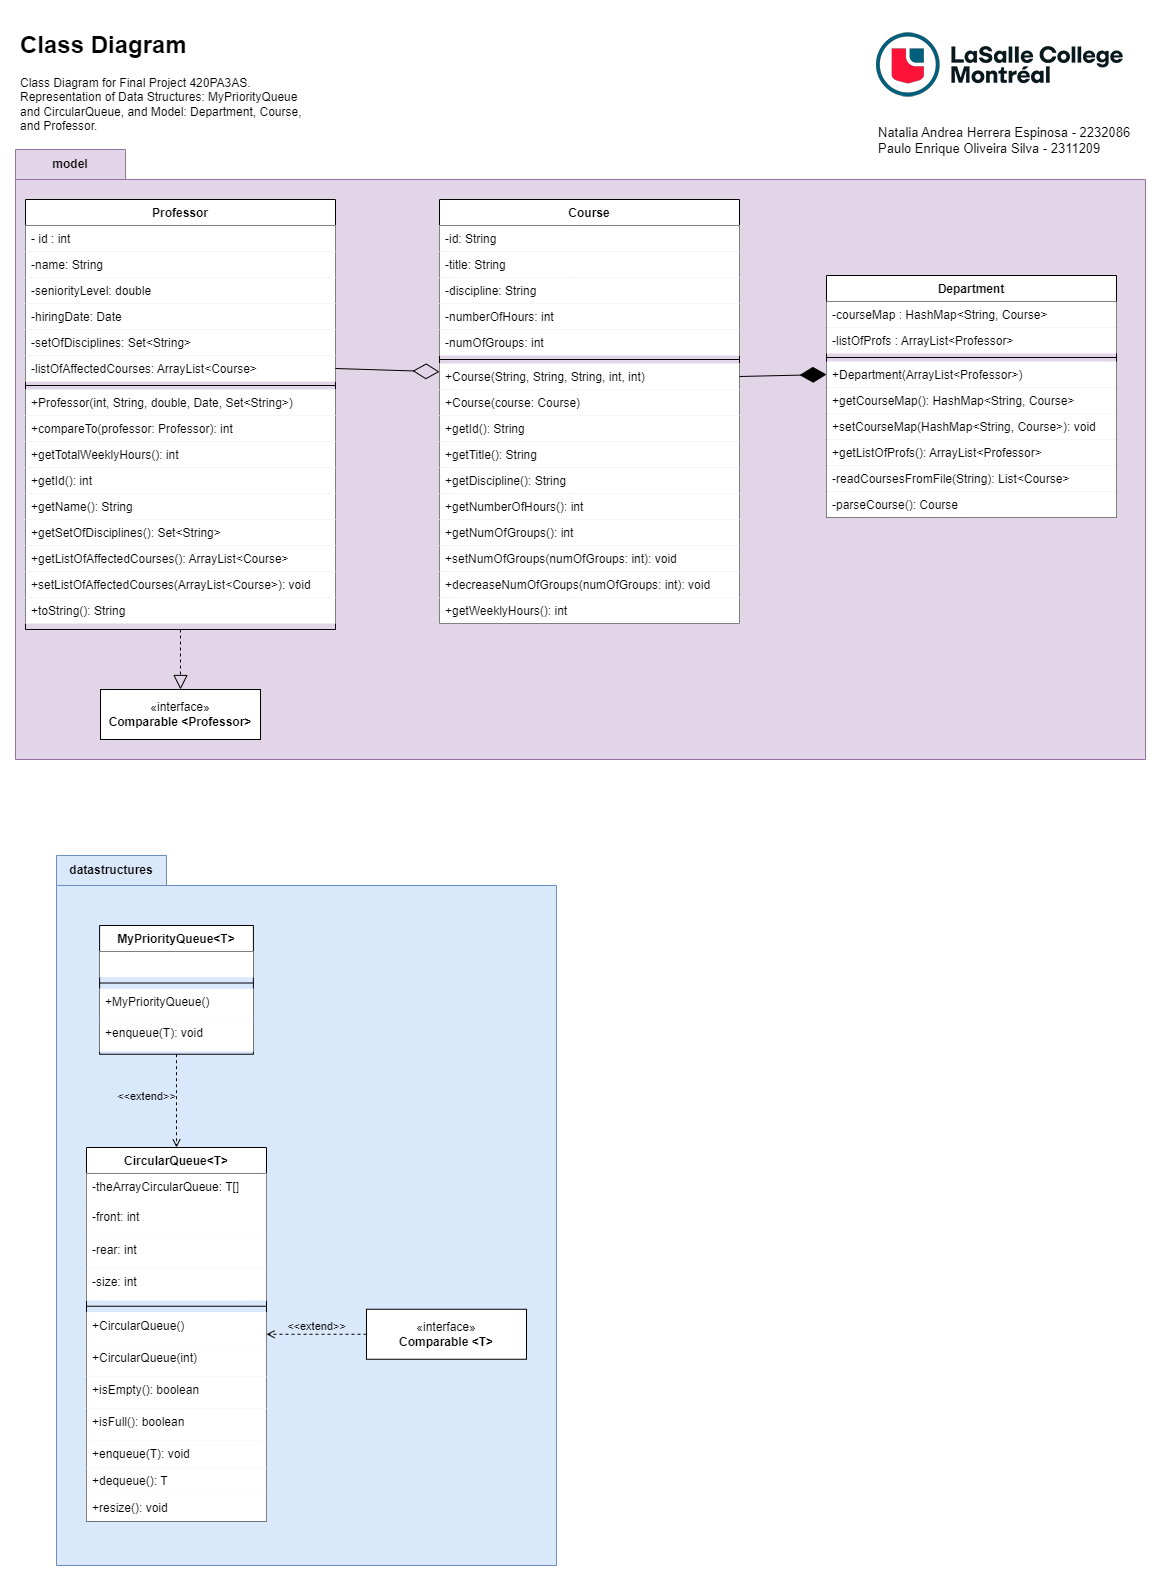 Class Diagram
Class Diagram for Final Project 420PA3AS.
Representation of Data Structures: MyPriorityQueue
and CircularQueue, and Model: Department, Course,
and Professor.
LaSalle College
Montréal
Natalia Andrea Herrera Espinosa - 2232086
Paulo Enrique Oliveira Silva - 2311209
model
Professor
- id : int
-name: String
-seniorityLevel: double
-hiringDate: Date
-setOfDisciplines: Set<String>
-listOfAffectedCourses: ArrayList<Course>
+Professor(int, String, double, Date, Set<String>)
+compareTo(professor: Professor): int
+getTotalWeeklyHours(): int
+getId(): int
+getName(): String
+getSetOfDisciplines(): Set<String>
+getListOfAffectedCourses(): ArrayList<Course>
+setListOfAffectedCourses(ArrayList<Course>): void
+toString(): String
«interface»
Comparable <Professor>
Course
-id: String
-title: String
-discipline: String
-numberOfHours: int
-numOfGroups: int
+Course(String, String, String, int, int)
+Course(course: Course)
+getId(): String
+getTitle(): String
+getDiscipline(): String
+getNumberOfHours(): int
+getNumOfGroups(): int
+setNumOfGroups(numOfGroups: int): void
+decreaseNumOfGroups(numOfGroups: int): void
+getWeeklyHours(): int
Department
-courseMap : HashMap<String, Course>
-listOfProfs : ArrayList<Professor>
+Department(ArrayList<Professor>)
+getCourseMap(): HashMap<String, Course>
+setCourseMap(HashMap<String, Course>): void
+getListOfProfs(): ArrayList<Professor>
-readCoursesFromFile(String): List<Course>
-parseCourse(): Course
datastructures
MyPriorityQueue<T>
+MyPriorityQueue()
+enqueue(T): void
<<extend>>
CircularQueue<T>
-theArrayCircularQueue: T[]
-front: int
-rear: int
-size: int
+CircularQueue()
+CircularQueue(int)
+isEmpty(): boolean
+isFull(): boolean
+enqueue(T): void
+dequeue(): T
+resize(): void
<<extend>>
«interface»
Comparable <T>